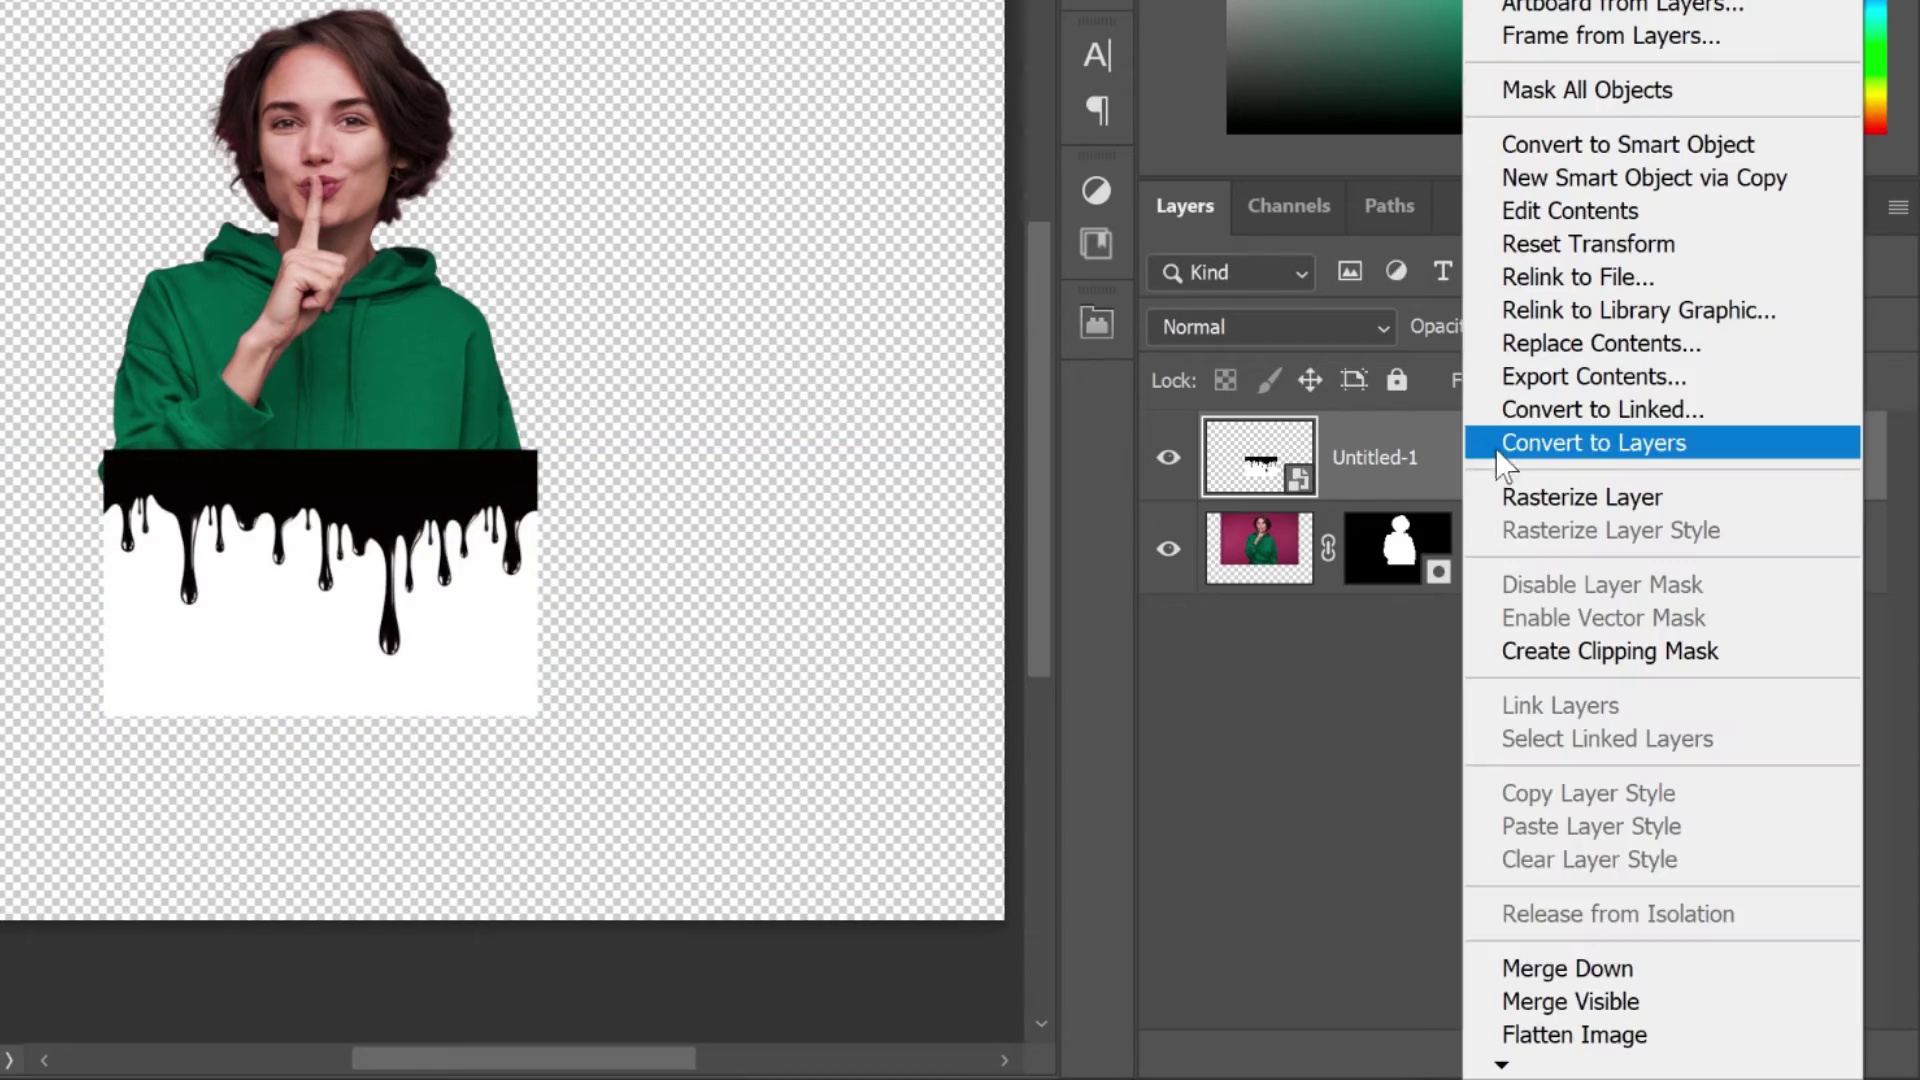 Artboard from Layers...
Frame from Layers...
Mask All Objects
Convert to Smart Object
New Smart Object via Copy
Edit Contents
Reset Transform
Relink to File...
Relink to Library Graphic...
Replace Contents...
Export Contents...
Convert to Linked...
Convert to Layers
Rasterize Layer
Rasterize Layer Style
Disable Layer Mask
Enable Vector Mask
Create Clipping Mask
Link Layers
Select Linked Layers
Copy Layer Style
Paste Layer Style
Clear Layer Style
Release from Isolation
Merge Down
Merge Visible
Flatten Image
Layers Channels Paths
Kind
Normal Opacit
Lock: F
Untitled-1